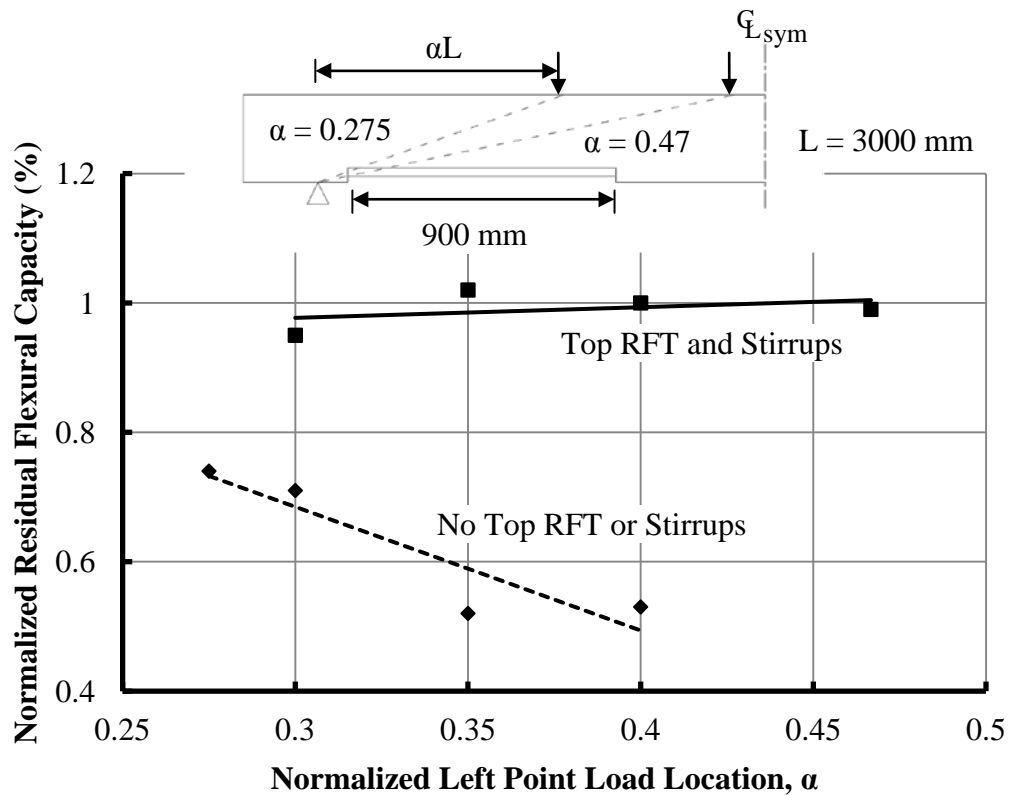 ℄sym
αL
α = 0.275
α = 0.47
L = 3000 mm
900 mm
Normalized Residual Flexural Capacity (%)
1.2
1
0.8
0.6
0.4
Top RFT and Stirrups
No Top RFT or Stirrups
0.25 0.3 0.35 0.4 0.45 0.5
Normalized Left Point Load Location, α